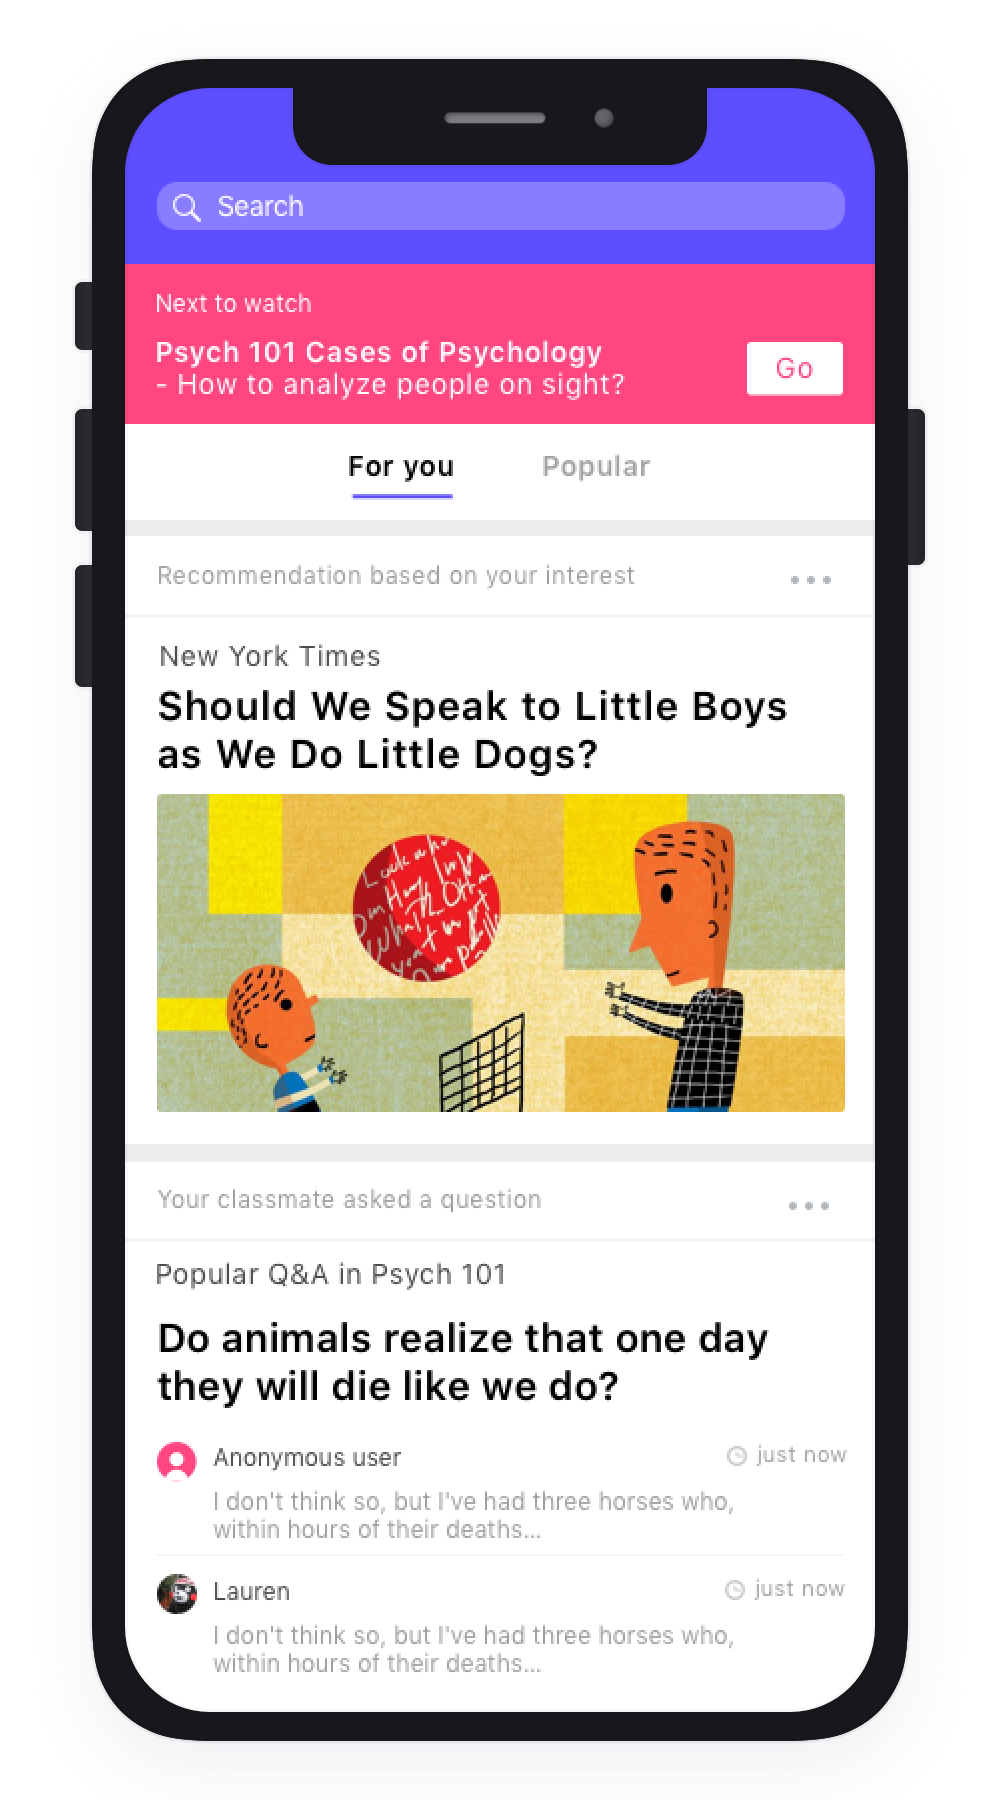 Search
Next to watch
Psych 101 Cases of Psychology
- How to analyze people on sight?
Go
For you
Popular
Recommendation based on your interest
New York Times
Should We Speak to Little Boys
as We Do Little Dogs?
Your classmate asked a question
Popular Q&A in Psych 101
Do animals realize that one day
they will die like we do?
Anonymous user
just now
I don't think so, but I've had three horses who,
within hours of their deaths...
Lauren
just now
I don't think so, but I've had three horses who,
within hours of their deaths...